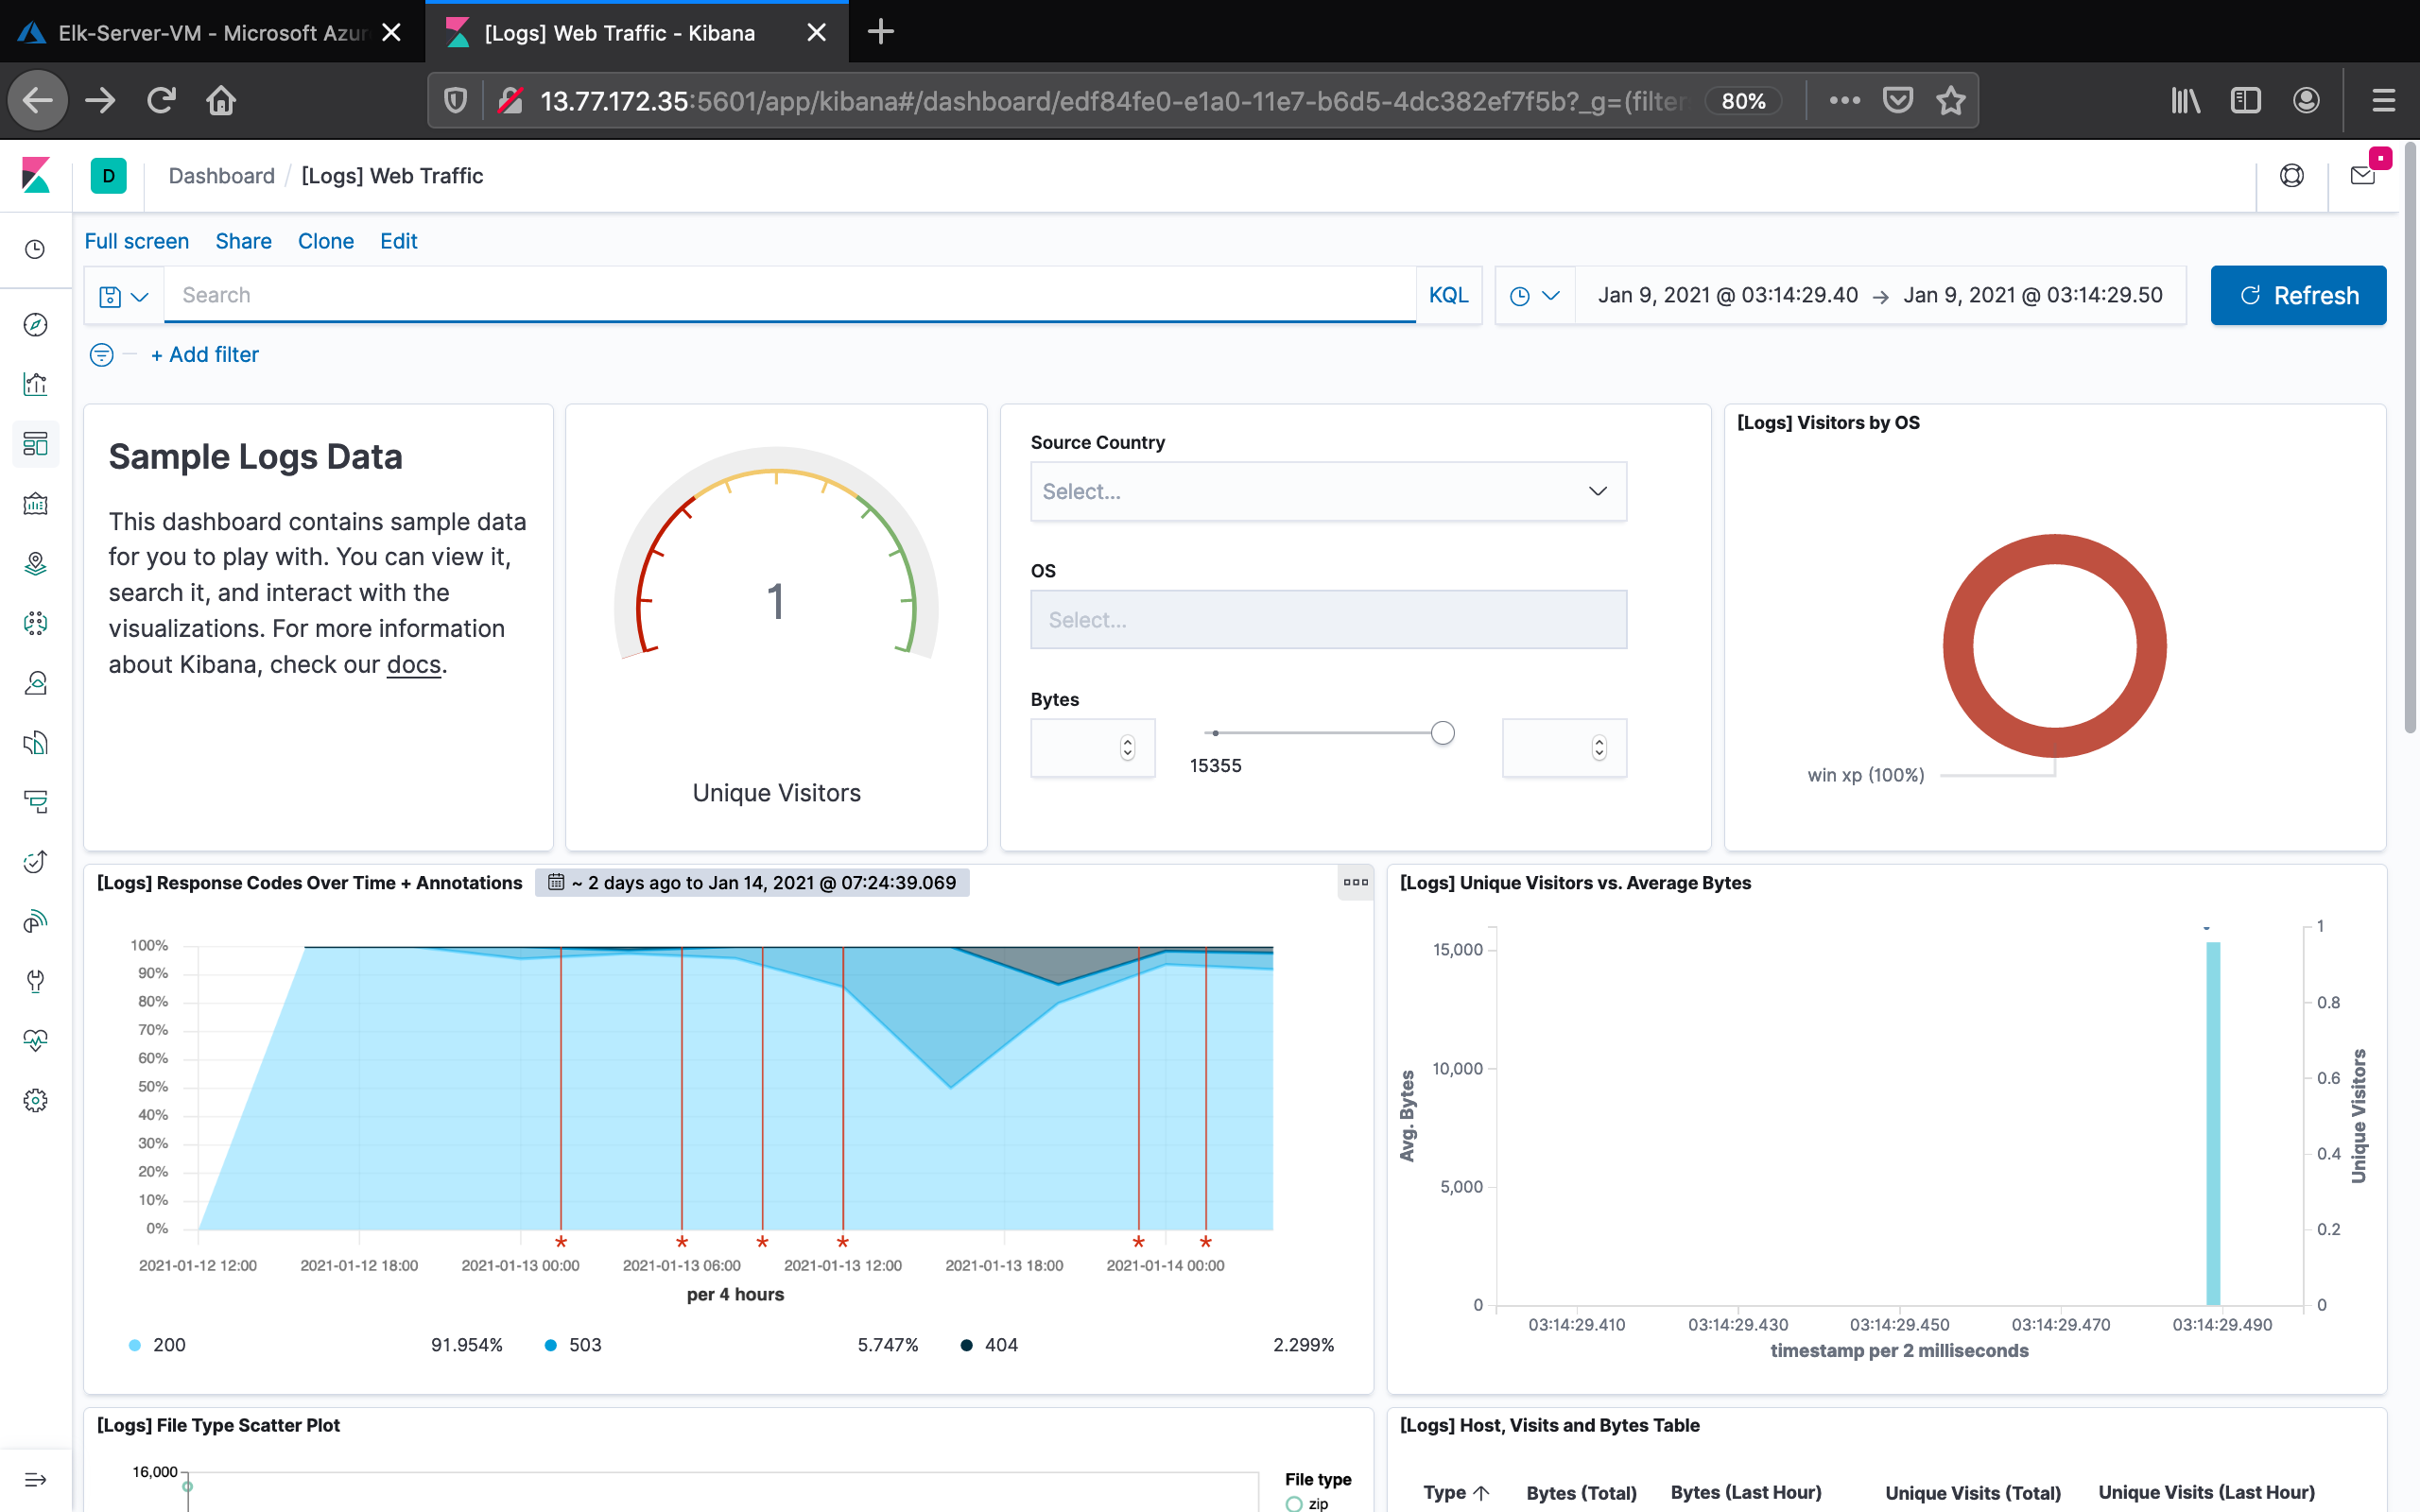 Elk-Server-VM - Microsoft Azur
[Logs] Web Traffic - Kibana
13.77.172.35:5601/app/kibana#/dashboard/edf84fe0-e1a0-11e7-b6d5-4dc382ef7f5b?_g=(filter
80%
D
Dashboard / [Logs] Web Traffic
Full screen Share Clone Edit
Search
KQL
Jan 9, 2021 @ 03:14:29.40 → Jan 9, 2021 @ 03:14:29.50
Refresh
+ Add filter
Sample Logs Data
This dashboard contains sample data
for you to play with. You can view it,
search it, and interact with the
visualizations. For more information
about Kibana, check our docs.
1
Unique Visitors
Source Country
Select...
OS
Select...
Bytes
15355
[Logs] Visitors by OS
win xp (100%)
[Logs] Response Codes Over Time + Annotations
~ 2 days ago to Jan 14, 2021 @ 07:24:39.069
100%
90%
80%
70%
60%
50%
40%
30%
20%
10%
0%
* * * * * *
2021-01-12 12:00 2021-01-12 18:00 2021-01-13 00:00 2021-01-13 06:00 2021-01-13 12:00 2021-01-13 18:00 2021-01-14 00:00
per 4 hours
200 91.954% 503 5.747% 404 2.299%
[Logs] Unique Visitors vs. Average Bytes
15,000
10,000
5,000
0
Avg. Bytes
1
0.8
0.6
0.4
0.2
0
Unique Visitors
03:14:29.410 03:14:29.430 03:14:29.450 03:14:29.470 03:14:29.490
timestamp per 2 milliseconds
[Logs] File Type Scatter Plot
16,000
File type
zip
[Logs] Host, Visits and Bytes Table
Type ↑ Bytes (Total) Bytes (Last Hour) Unique Visits (Total) Unique Visits (Last Hour)